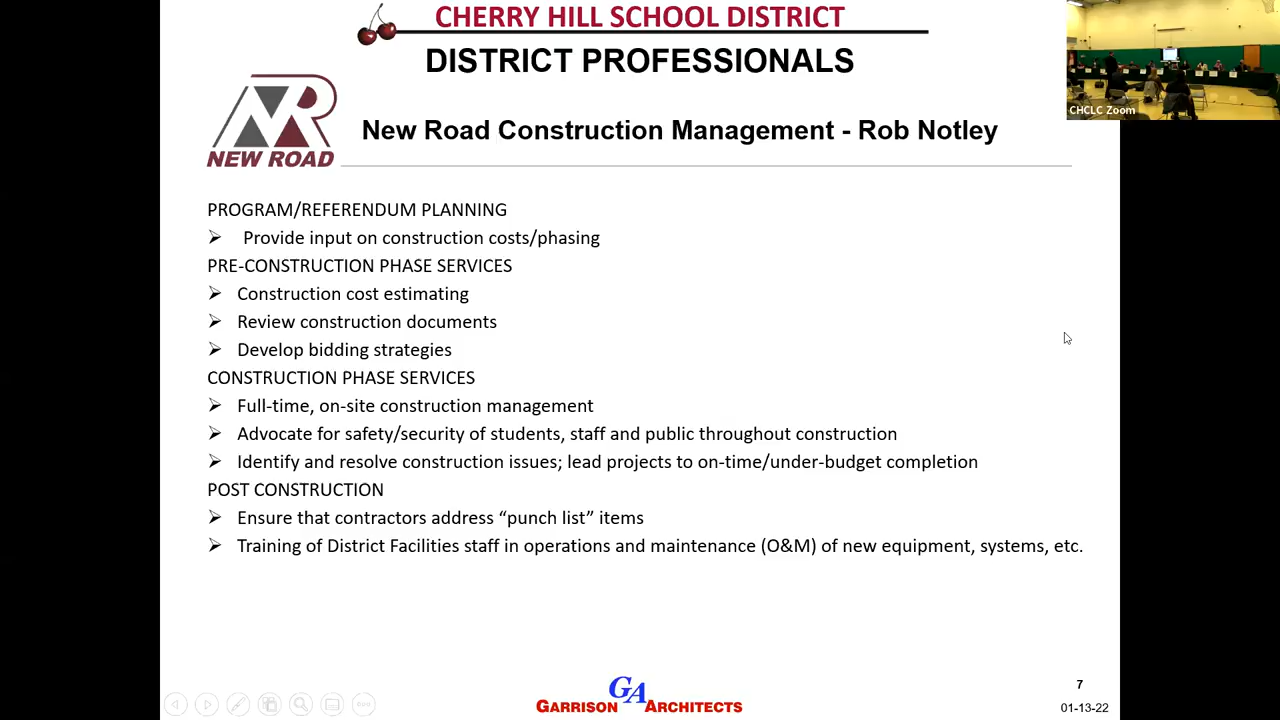 CHERRY HILL SCHOOL DISTRICT
DISTRICT PROFESSIONALS
CHCLC Zoom
NR
NEW ROAD
New Road Construction Management - Rob Notley
PROGRAM/REFERENDUM PLANNING
➢ Provide input on construction costs/phasing
PRE-CONSTRUCTION PHASE SERVICES
➢ Construction cost estimating
➢ Review construction documents
➢ Develop bidding strategies
CONSTRUCTION PHASE SERVICES
➢ Full-time, on-site construction management
➢ Advocate for safety/security of students, staff and public throughout construction
➢ Identify and resolve construction issues; lead projects to on-time/under-budget completion
POST CONSTRUCTION
➢ Ensure that contractors address “punch list” items
➢ Training of District Facilities staff in operations and maintenance (O&M) of new equipment, systems, etc.
GA
GARRISON ARCHITECTS
7
01-13-22